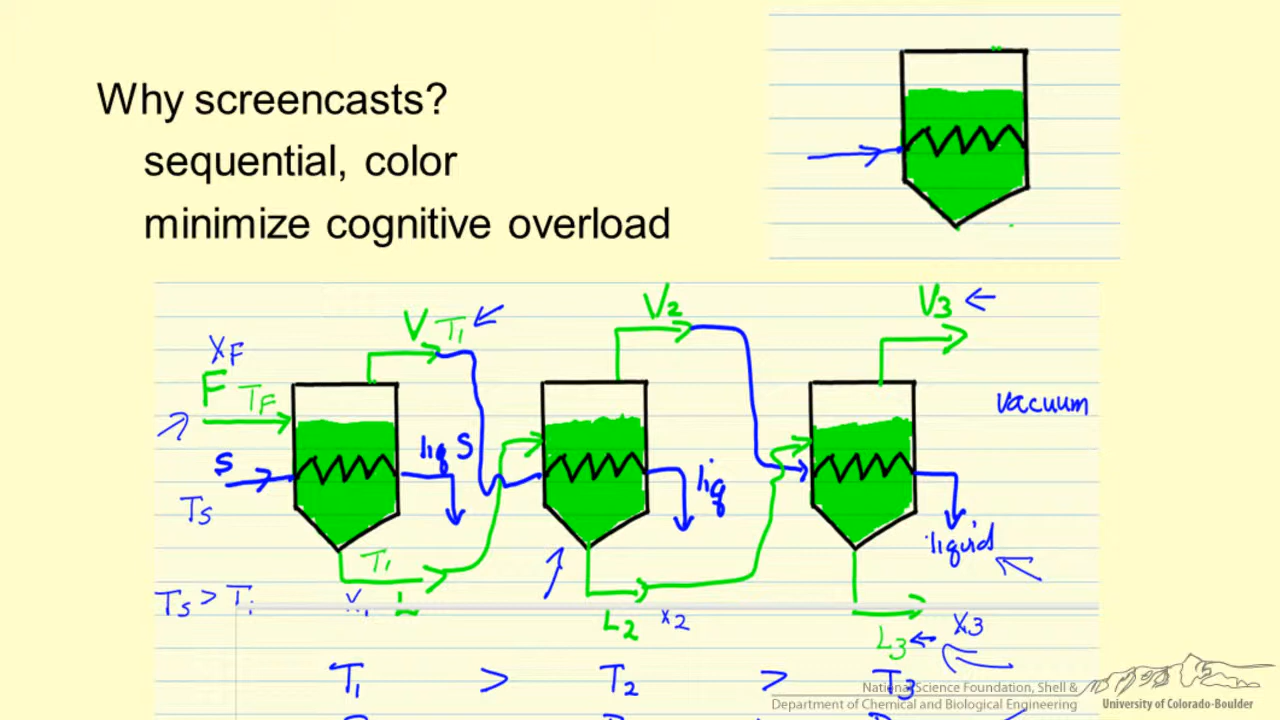 Why screencasts?
sequential, color
minimize cognitive overload
V T1
V2
V3
XF
F TF
vacuum
S
liq S
liq
TS
liquid
T1
TS > T1
X1 L
L2 X2
L3 X3
T1 > T2 > T3
National Science Foundation, Shell &
Department of Chemical and Biological Engineering
University of Colorado-Boulder